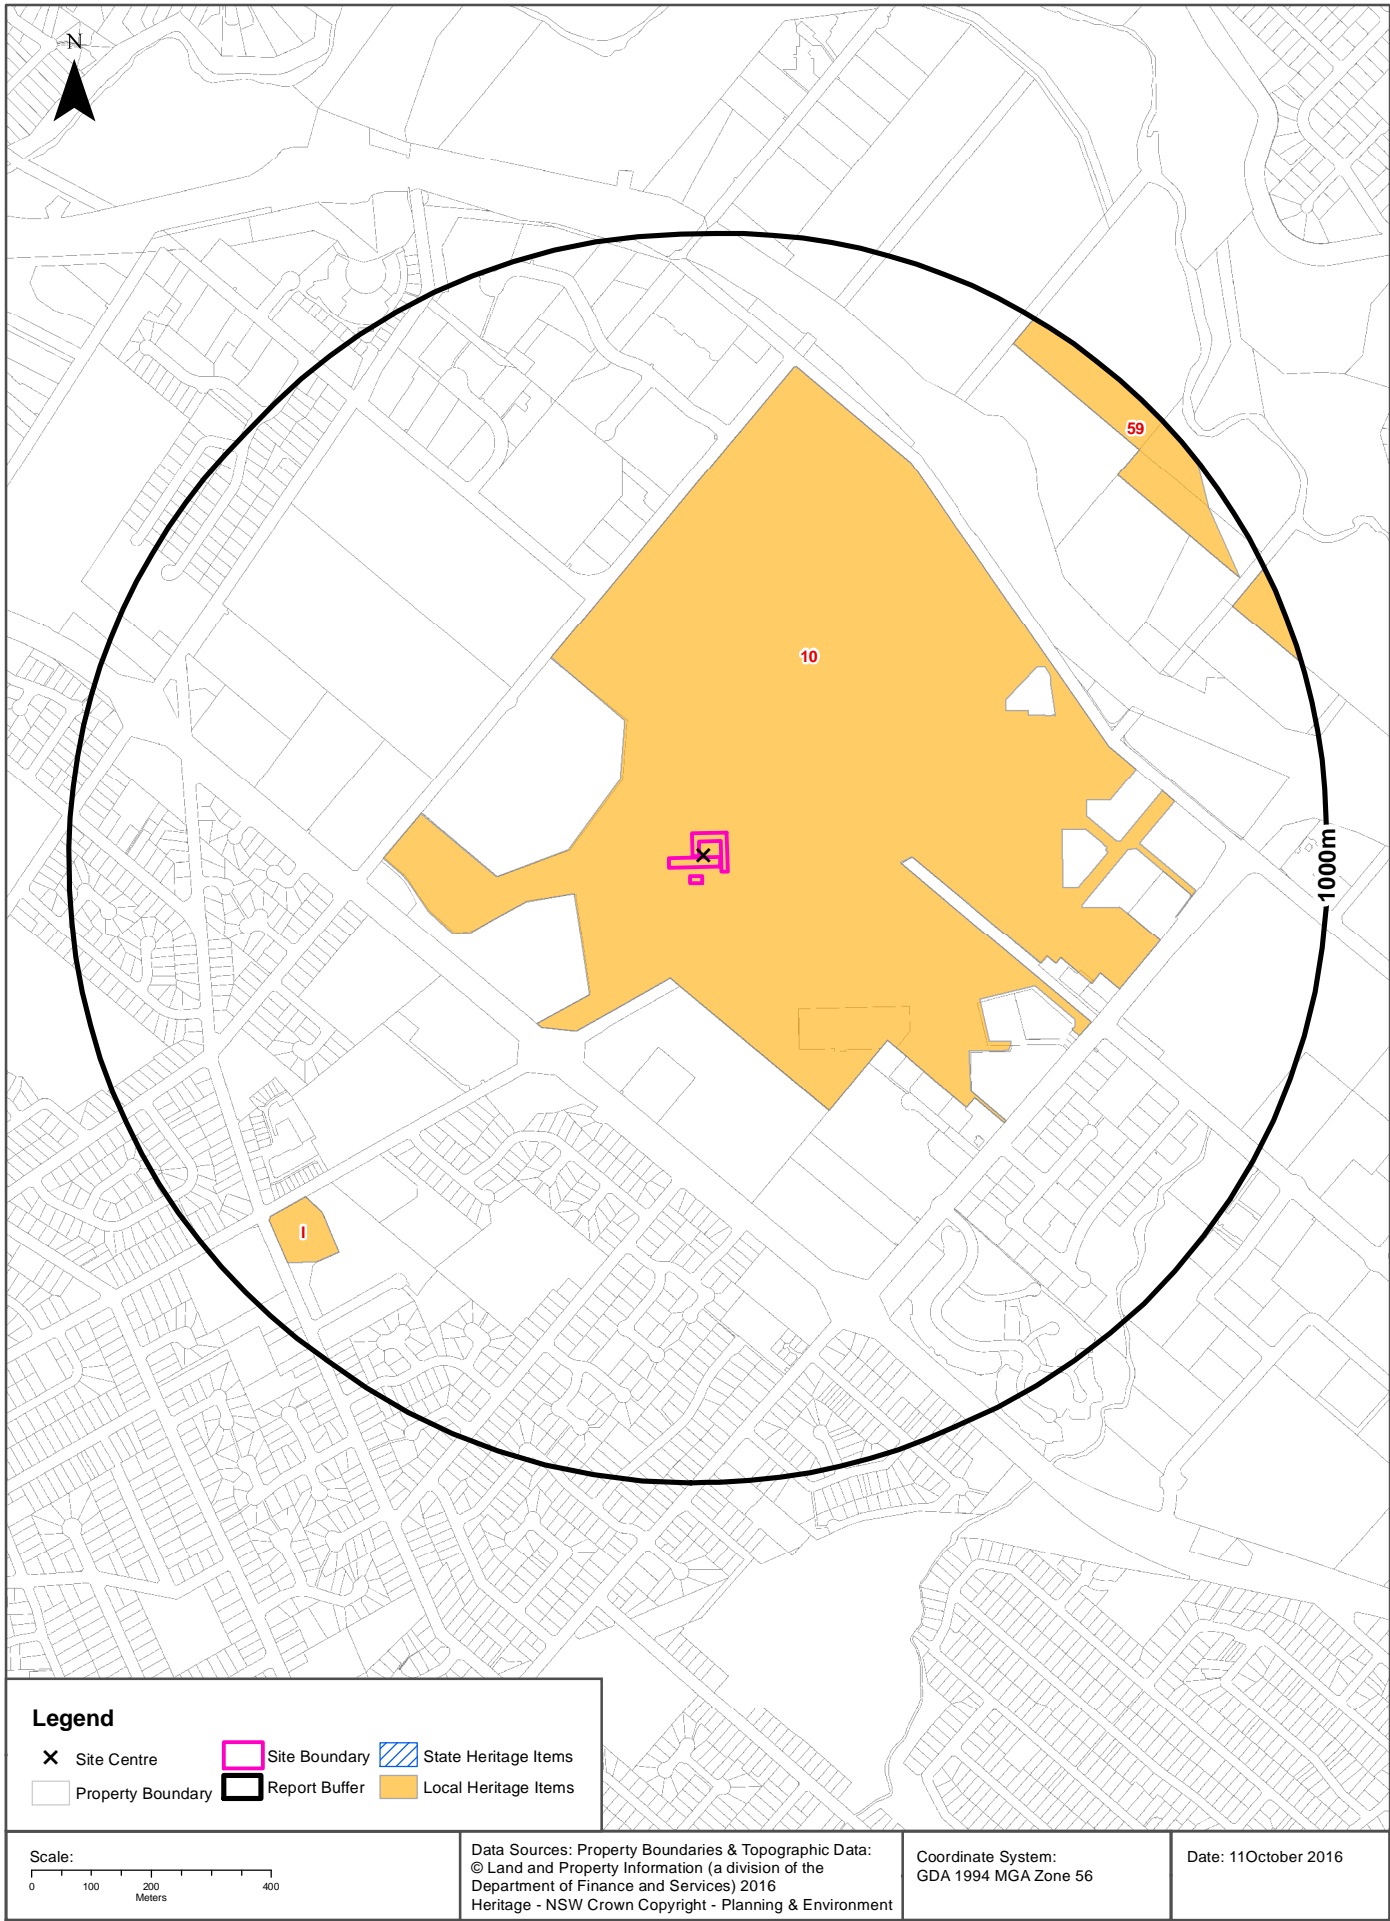 N
59
10
1000m
I
Legend
Site Centre
Site Boundary
State Heritage Items
Property Boundary
Report Buffer
Local Heritage Items
Scale:
0 100 200 400
Meters
Data Sources: Property Boundaries & Topographic Data:
© Land and Property Information (a division of the
Department of Finance and Services) 2016
Heritage - NSW Crown Copyright - Planning & Environment
Coordinate System:
GDA 1994 MGA Zone 56
Date: 11October 2016